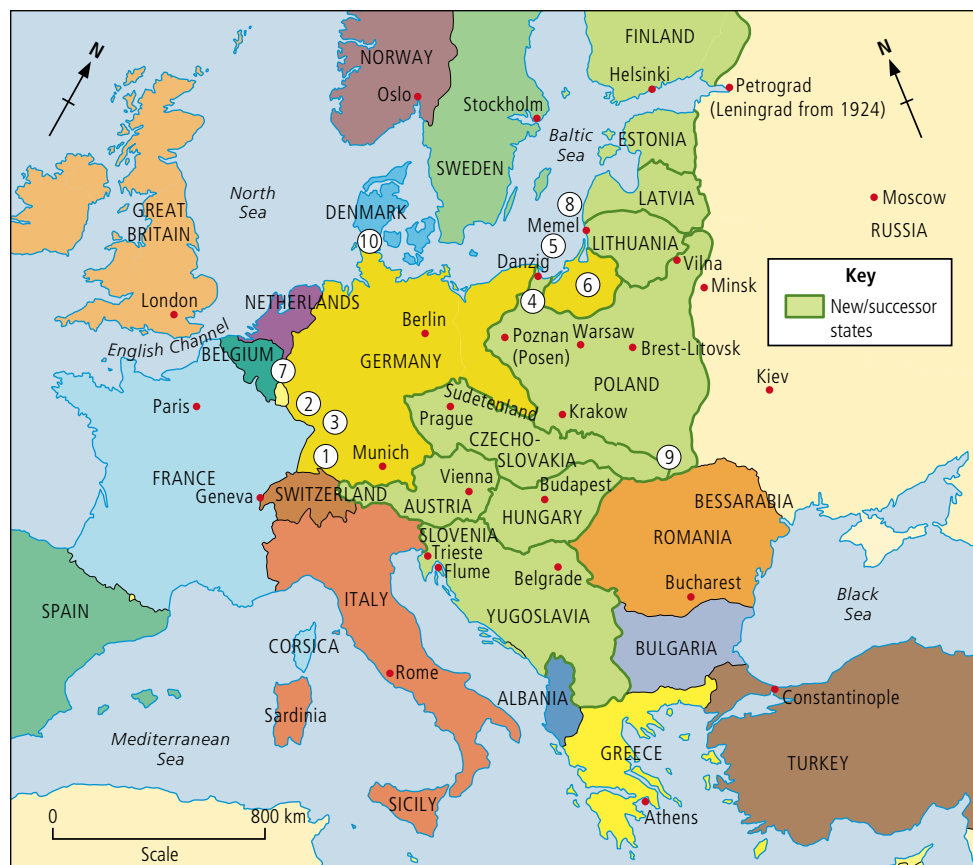 N
N
NORWAY
Oslo
Stockholm
SWEDEN
FINLAND
Helsinki
Petrograd
(Leningrad from 1924)
Baltic
Sea
ESTONIA
LATVIA
Moscow
RUSSIA
North
Sea
GREAT
BRITAIN
DENMARK
10
8
Memel
5
LITHUANIA
Vilna
Minsk
Danzig
6
4
Key
New/successor
states
London
NETHERLANDS
English Channel
BELGIUM
Berlin
GERMANY
Poznan
(Posen)
Warsaw
Brest-Litovsk
POLAND
Kiev
7
2
3
1
Paris
Sudetenland
Prague
Krakow
CZECHO-
SLOVAKIA
9
Munich
FRANCE
Geneva
SWITZERLAND
Vienna
AUSTRIA
Budapest
HUNGARY
BESSARABIA
ROMANIA
Bucharest
SLOVENIA
Trieste
Flume
Belgrade
YUGOSLAVIA
Black
Sea
SPAIN
ITALY
CORSICA
Rome
Sardinia
BULGARIA
ALBANIA
Constantinople
GREECE
TURKEY
Mediterranean
Sea
SICILY
Athens
0
800 km
Scale